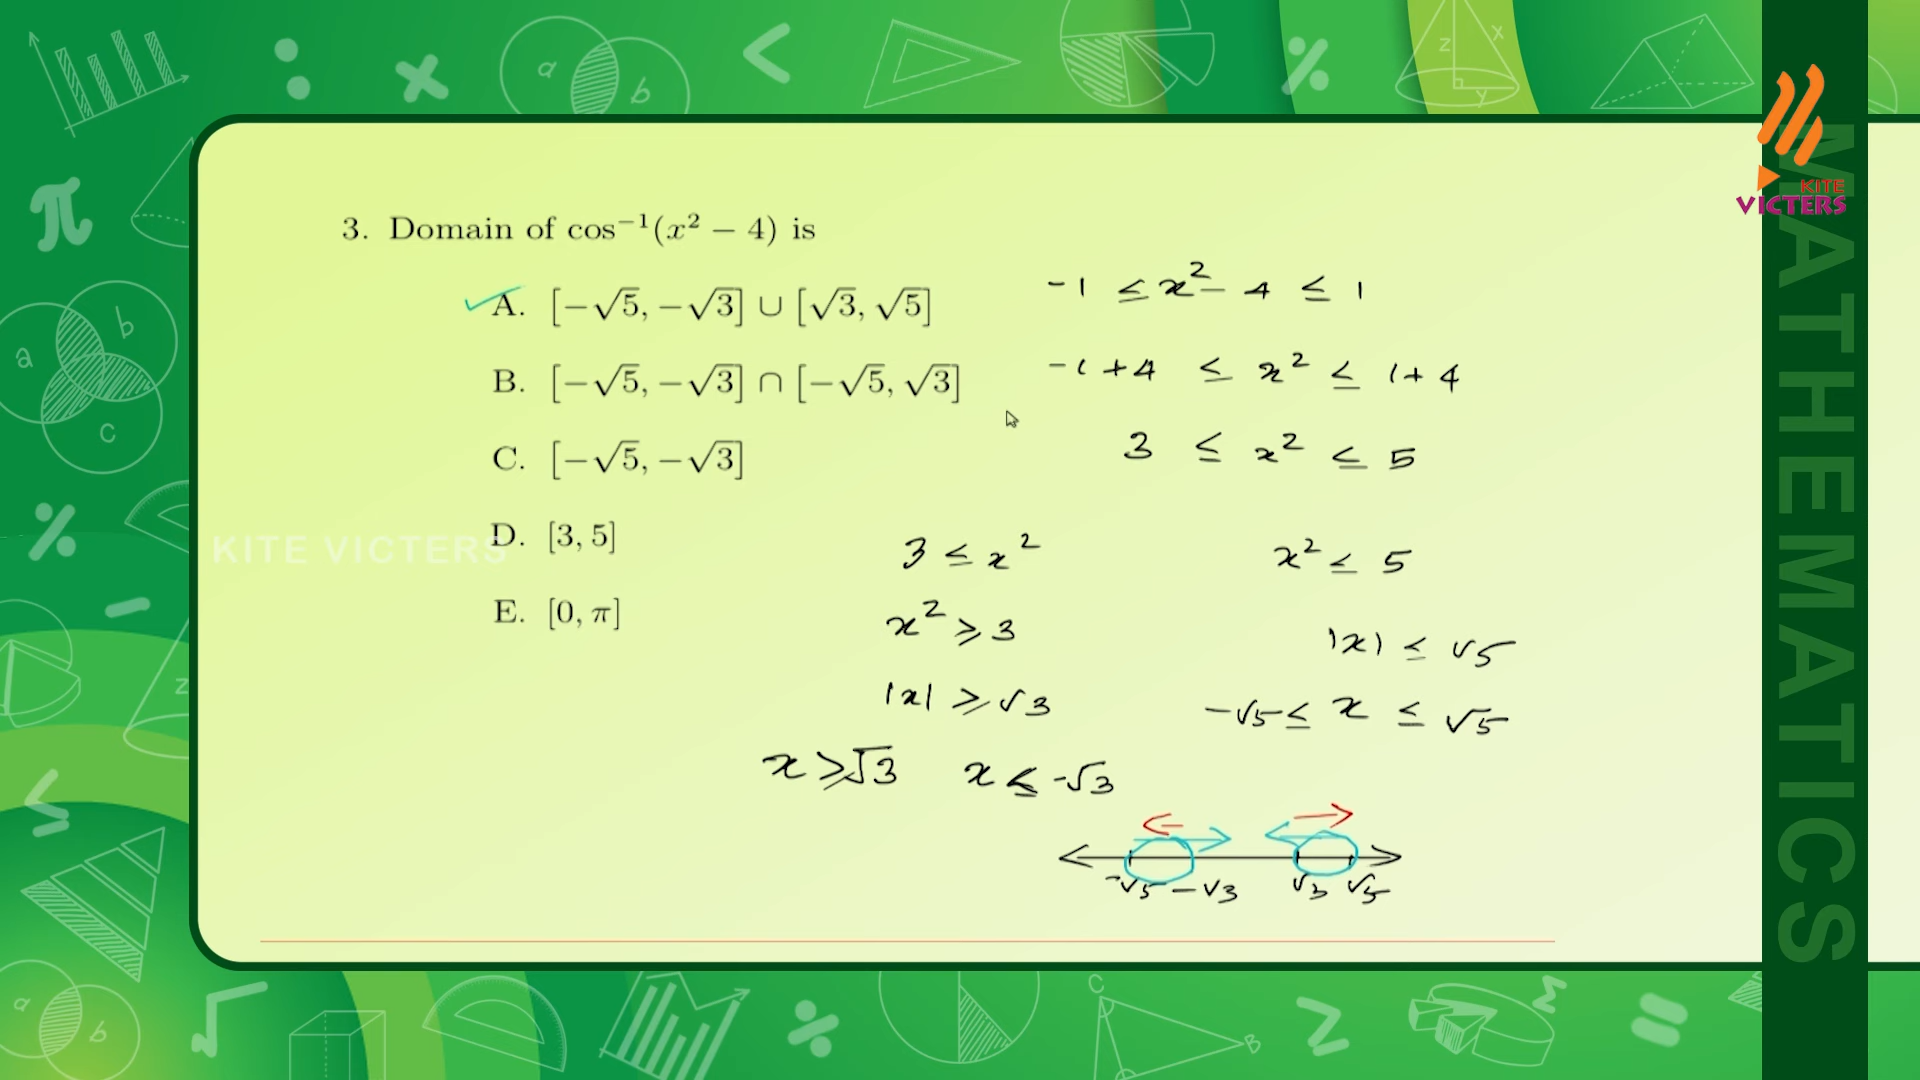 3. Domain of cos⁻¹(x² − 4) is
A. [−√5, −√3] ∪ [√3, √5]
B. [−√5, −√3] ∩ [−√5, √3]
C. [−√5, −√3]
D. [3, 5]
E. [0, π]
-1 ≤ x² - 4 ≤ 1
-1 + 4 ≤ x² ≤ 1 + 4
3 ≤ x² ≤ 5
3 ≤ x²
x² ≥ 3
|x| ≥ √3
x ≥ √3 x ≤ -√3
x² ≤ 5
|x| ≤ √5
-√5 ≤ x ≤ √5
-√5 -√3 √3 √5
KITE VICTERS
KITE
VICTERS
MATHEMATICS
a b
z x y
π
a b c
z
a b
C B